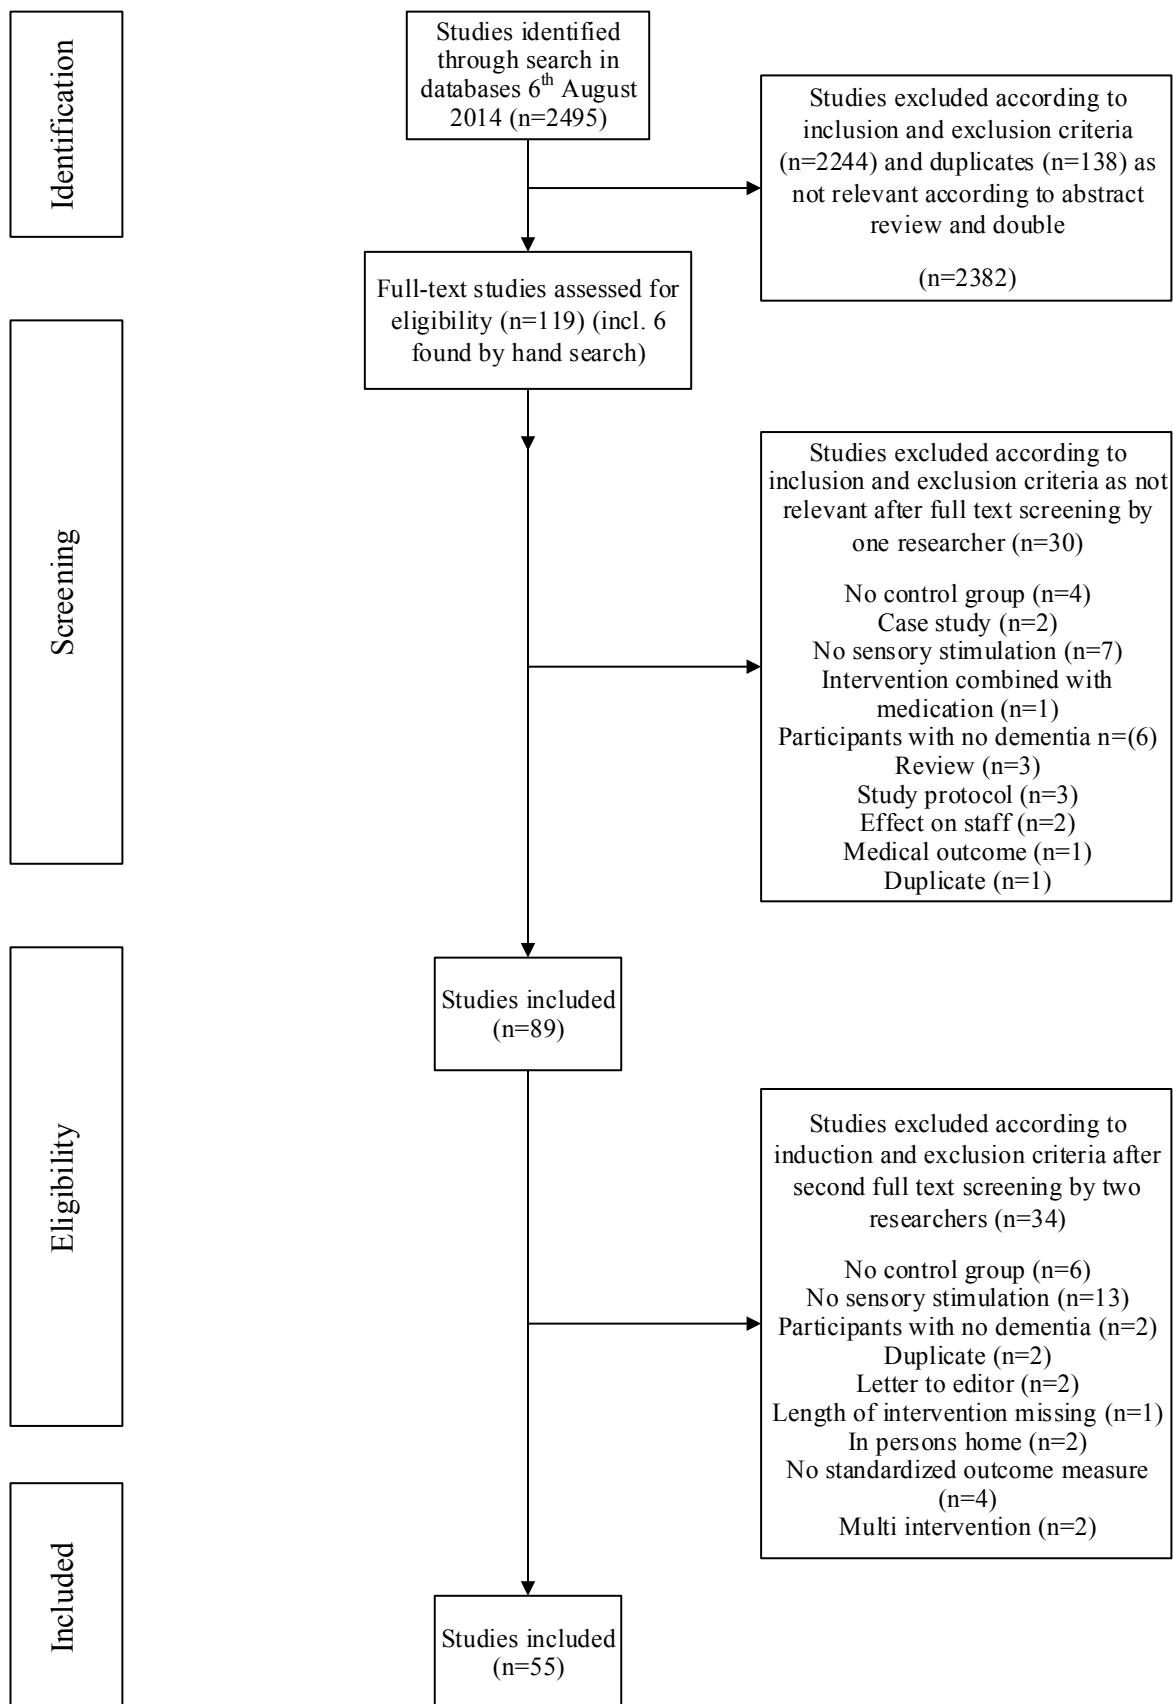 Identification
Studies identified
through search in
databases 6th August
2014 (n=2495)
Studies excluded according to
inclusion and exclusion criteria
(n=2244) and duplicates (n=138) as
not relevant according to abstract
review and double
(n=2382)
Full-text studies assessed for
eligibility (n=119) (incl. 6
found by hand search)
Screening
Studies excluded according to
inclusion and exclusion criteria as not
relevant after full text screening by
one researcher (n=30)
No control group (n=4)
Case study (n=2)
No sensory stimulation (n=7)
Intervention combined with
medication (n=1)
Participants with no dementia n=(6)
Review (n=3)
Study protocol (n=3)
Effect on staff (n=2)
Medical outcome (n=1)
Duplicate (n=1)
Studies included
(n=89)
Eligibility
Studies excluded according to
induction and exclusion criteria after
second full text screening by two
researchers (n=34)
No control group (n=6)
No sensory stimulation (n=13)
Participants with no dementia (n=2)
Duplicate (n=2)
Letter to editor (n=2)
Length of intervention missing (n=1)
In persons home (n=2)
No standardized outcome measure
(n=4)
Multi intervention (n=2)
Included
Studies included
(n=55)